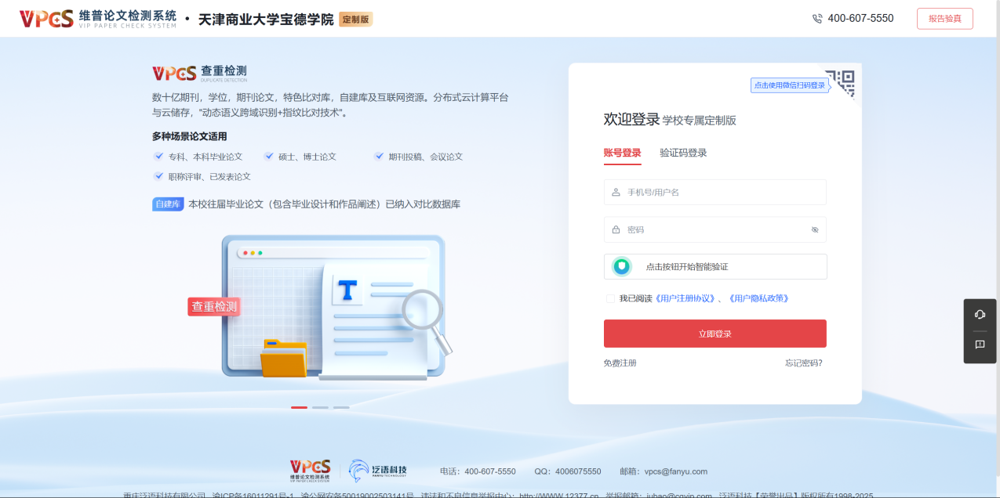 VPCS 维普论文检测系统 • 天津商业大学宝德学院 定制版
VIP PAPER CHECK SYSTEM
400-607-5550
报告验真
VPCS 查重检测
DUPLICATE DETECTION
数十亿期刊，学位，期刊论文，特色比对库，自建库及互联网资源。分布式云计算平台
与云储存，"动态语义跨域识别+指纹比对技术"。
多种场景论文适用
专科、本科毕业论文 硕士、博士论文 期刊投稿、会议论文
职称评审、已发表论文
自建库 本校往届毕业论文（包含毕业设计和作品阐述）已纳入对比数据库
T
查重检测
点击使用微信扫码登录
欢迎登录 学校专属定制版
账号登录 验证码登录
手机号/用户名
密码
点击按钮开始智能验证
我已阅读《用户注册协议》、《用户隐私政策》
立即登录
免费注册 忘记密码?
VPCS 维普论文检测系统
VIP PAPER CHECK SYSTEM
泛语科技
FANYU TECHNOLOGY
电话：400-607-5550 QQ：4006075550 邮箱：vpcs@fanyu.com
重庆泛语科技有限公司 渝ICP备16011291号-1 渝公网安备50019002503141号 违法和不良信息举报中心：http://WWW.12377.cn 举报邮箱：jubao@cqvip.com 泛语科技【荣誉出品】版权所有1998-2025